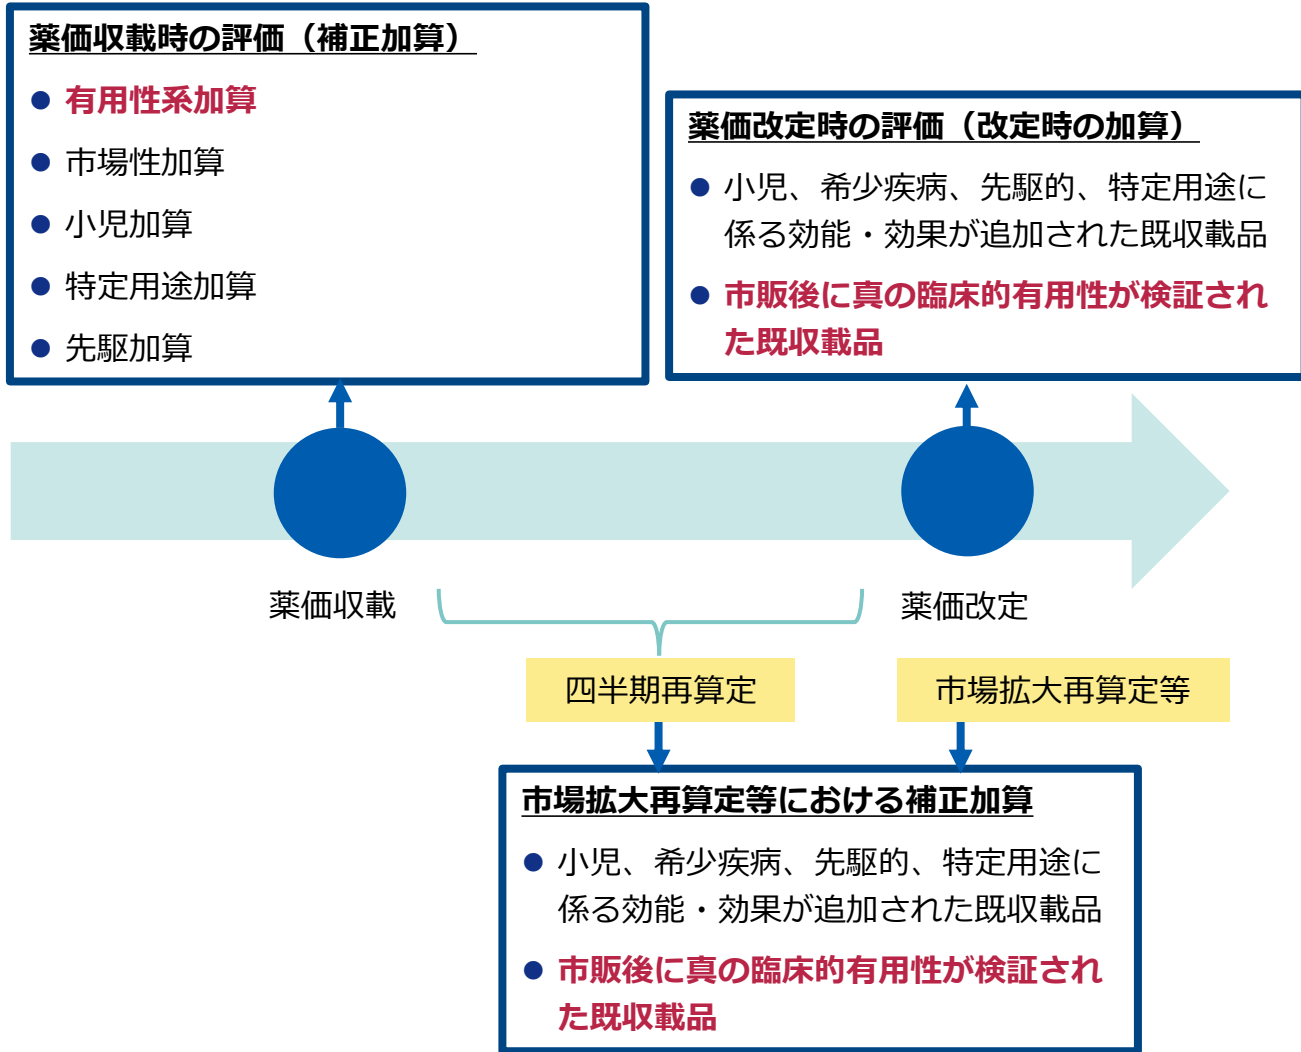 薬価収載時の評価（補正加算）
● 有用性系加算
● 市場性加算
● 小児加算
● 特定用途加算
● 先駆加算
薬価改定時の評価（改定時の加算）
● 小児、希少疾病、先駆的、特定用途に
係る効能・効果が追加された既収載品
● 市販後に真の臨床的有用性が検証され
た既収載品
薬価収載
薬価改定
四半期再算定
市場拡大再算定等
市場拡大再算定等における補正加算
● 小児、希少疾病、先駆的、特定用途に
係る効能・効果が追加された既収載品
● 市販後に真の臨床的有用性が検証され
た既収載品